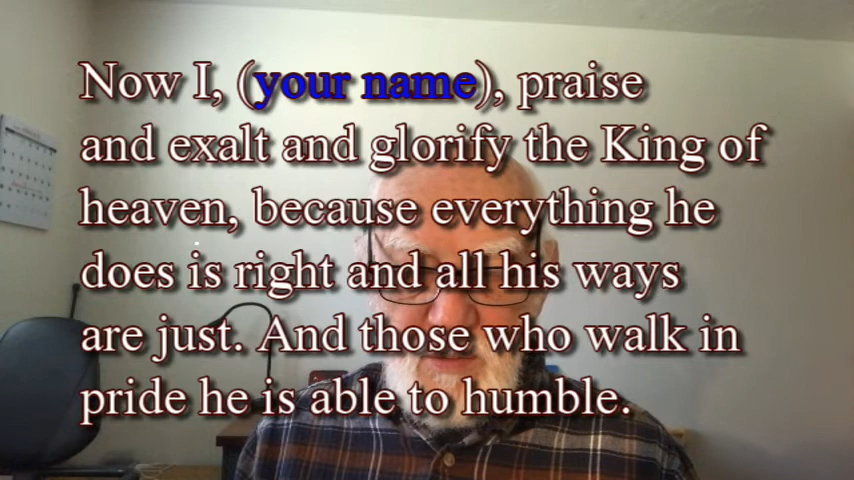 Now I, (your name), praise
and exalt and glorify the King of
heaven, because everything he
does is right and all his ways
are just. And those who walk in
pride he is able to humble.